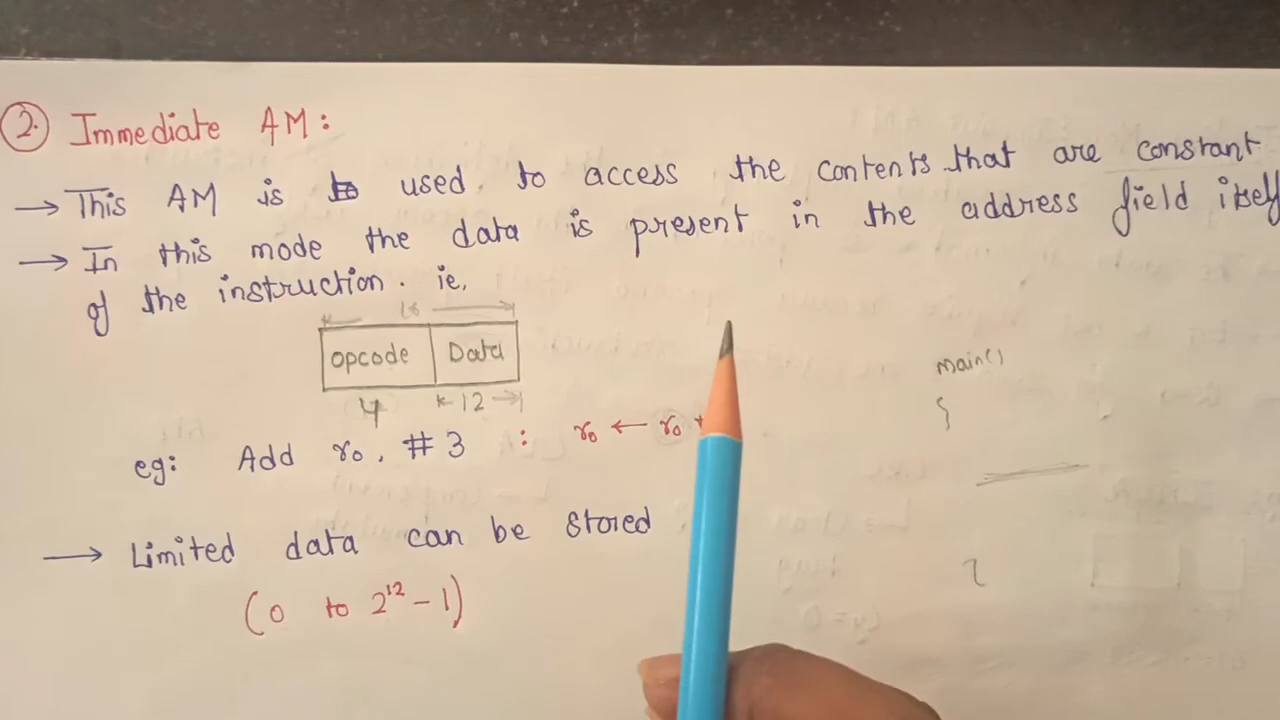 2. Immediate AM:
→ This AM is used to access the contents that are constant
→ In this mode the data is present in the address field itself
of the instruction. ie,
16
opcode Data
4 12
eg: Add r₀, #3 : r₀ ← r₀ +
main()
{
→ Limited data can be stored
(0 to 2¹² - 1)